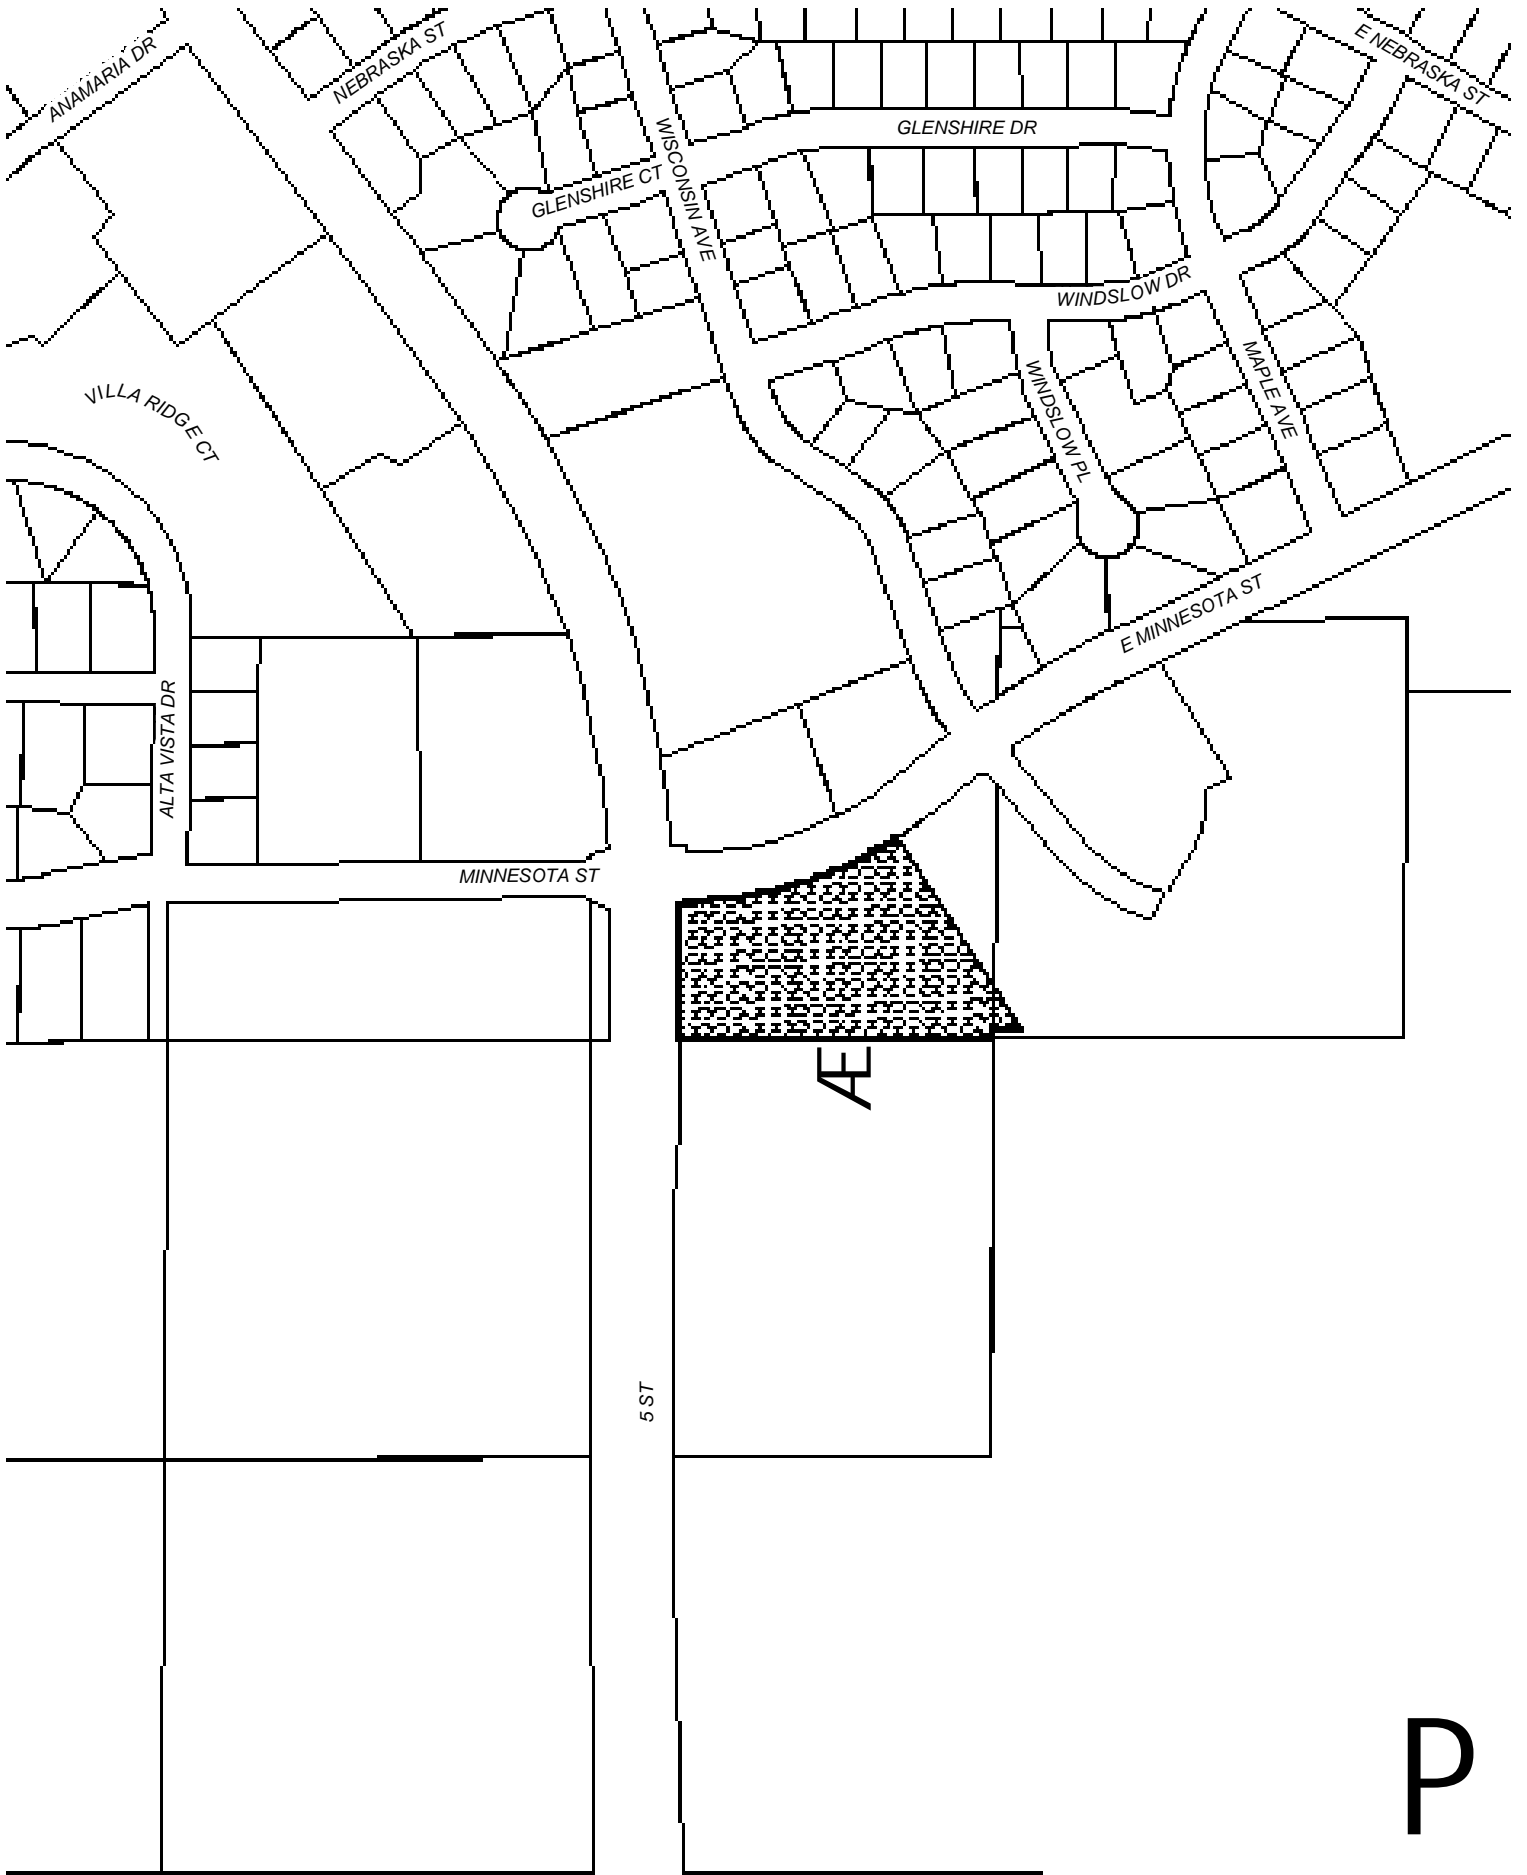 ANAMARIA DR
NEBRASKA ST
E NEBRASKA ST
GLENSHIRE DR
WISCONSIN AVE
GLENSHIRE CT
WINDSLOW DR
MAPLE AVE
WINDSLOW PL
VILLA RIDGE CT
E MINNESOTA ST
ALTA VISTA DR
MINNESOTA ST
Æ
5 ST
P